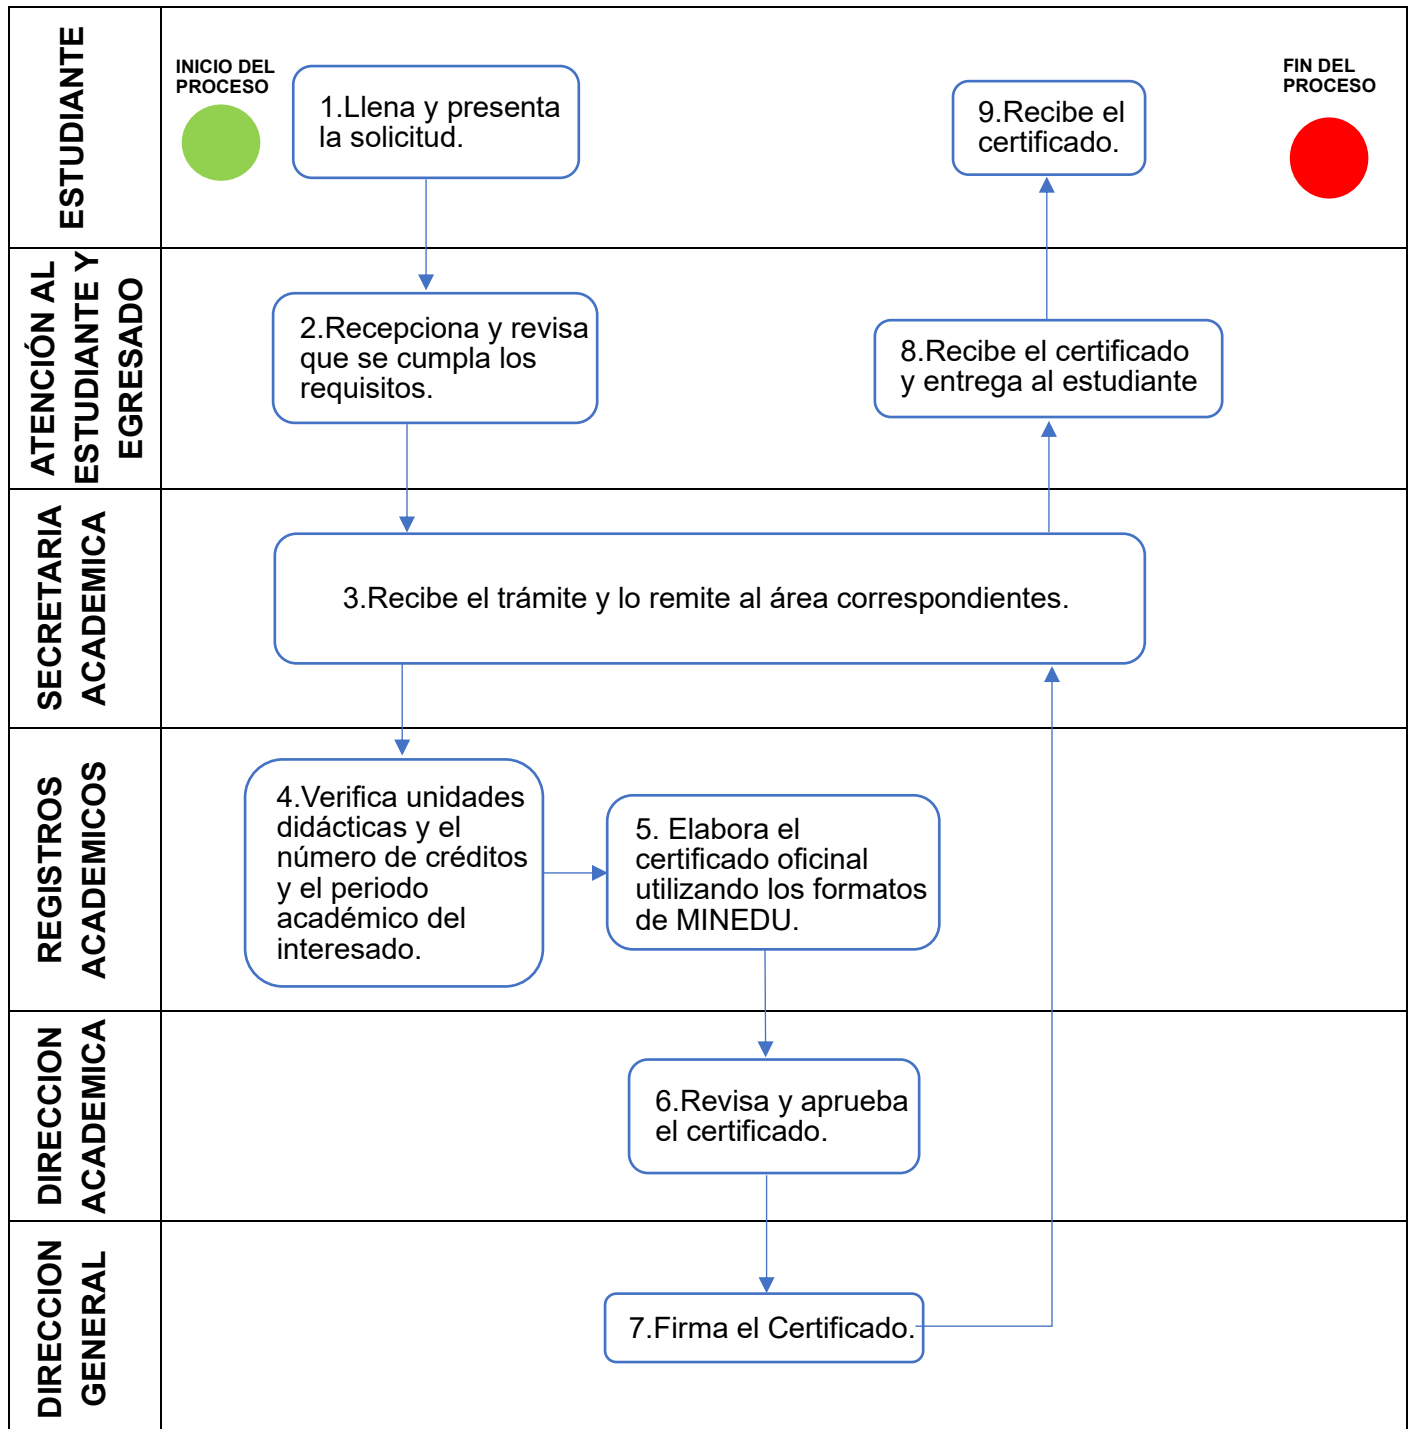 ESTUDIANTE
INICIO DEL
PROCESO
1.Llena y presenta
la solicitud.
9.Recibe el
certificado.
FIN DEL
PROCESO
ATENCIÓN AL
ESTUDIANTE Y
EGRESADO
2.Recepciona y revisa
que se cumpla los
requisitos.
8.Recibe el certificado
y entrega al estudiante
SECRETARIA
ACADEMICA
3.Recibe el trámite y lo remite al área correspondientes.
REGISTROS
ACADEMICOS
4.Verifica unidades
didácticas y el
número de créditos
y el periodo
académico del
interesado.
5. Elabora el
certificado oficinal
utilizando los formatos
de MINEDU.
DIRECCION
ACADEMICA
6.Revisa y aprueba
el certificado.
DIRECCION
GENERAL
7.Firma el Certificado.